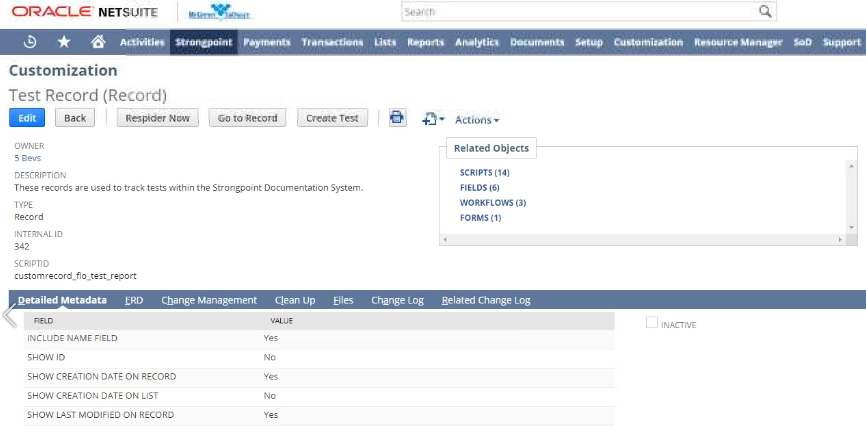 ORACLE NETSUITE
Search
Activities Strongpoint Payments Transactions Lists Reports Analytics Documents Setup Customization Resource Manager SoD Support
Customization
Test Record (Record)
Edit Back Respider Now Go to Record Create Test Actions
OWNER
5 Bevs
DESCRIPTION
These records are used to track tests within the Strongpoint Documentation System.
TYPE
Record
INTERNAL ID
342
SCRIPTID
customrecord_flo_test_report
Related Objects
SCRIPTS (14)
FIELDS (6)
WORKFLOWS (3)
FORMS (1)
Detailed Metadata ERD Change Management Clean Up Files Change Log Related Change Log
FIELD VALUE
INCLUDE NAME FIELD Yes
SHOW ID No
SHOW CREATION DATE ON RECORD Yes
SHOW CREATION DATE ON LIST No
SHOW LAST MODIFIED ON RECORD Yes
INACTIVE